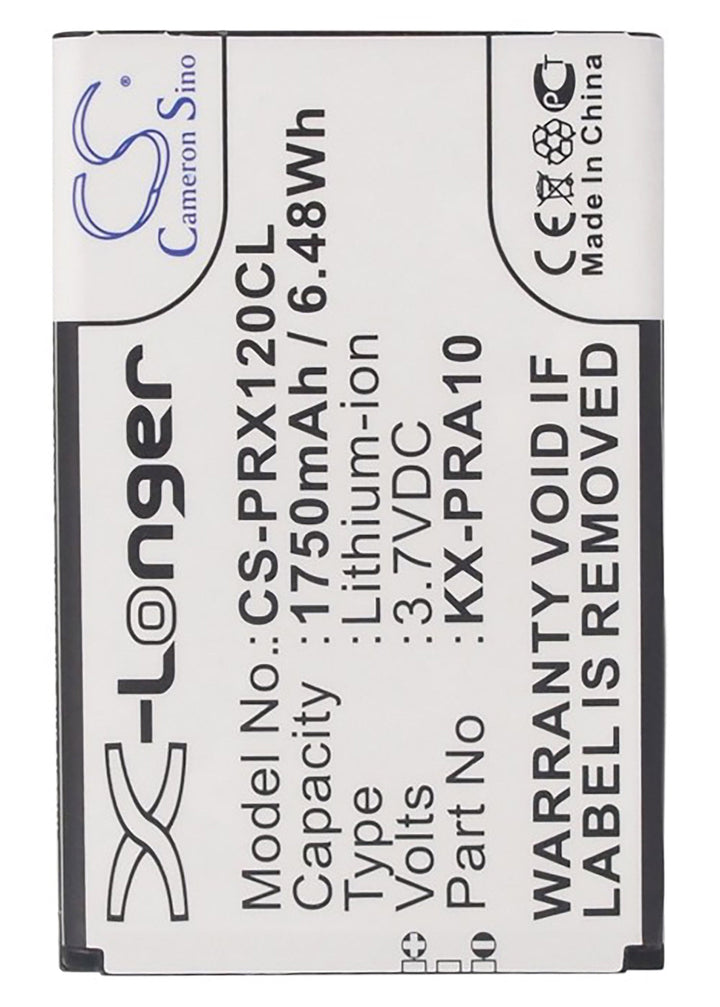 CS®
Cameron Sino
Made In China
X-Longer
Model No.: CS-PRX120CL
Capacity : 1750mAh / 6.48Wh
Type : Lithium-ion
Volts : 3.7VDC
Part No : KX-PRA10
WARRANTY VOID IF
LABEL IS REMOVED